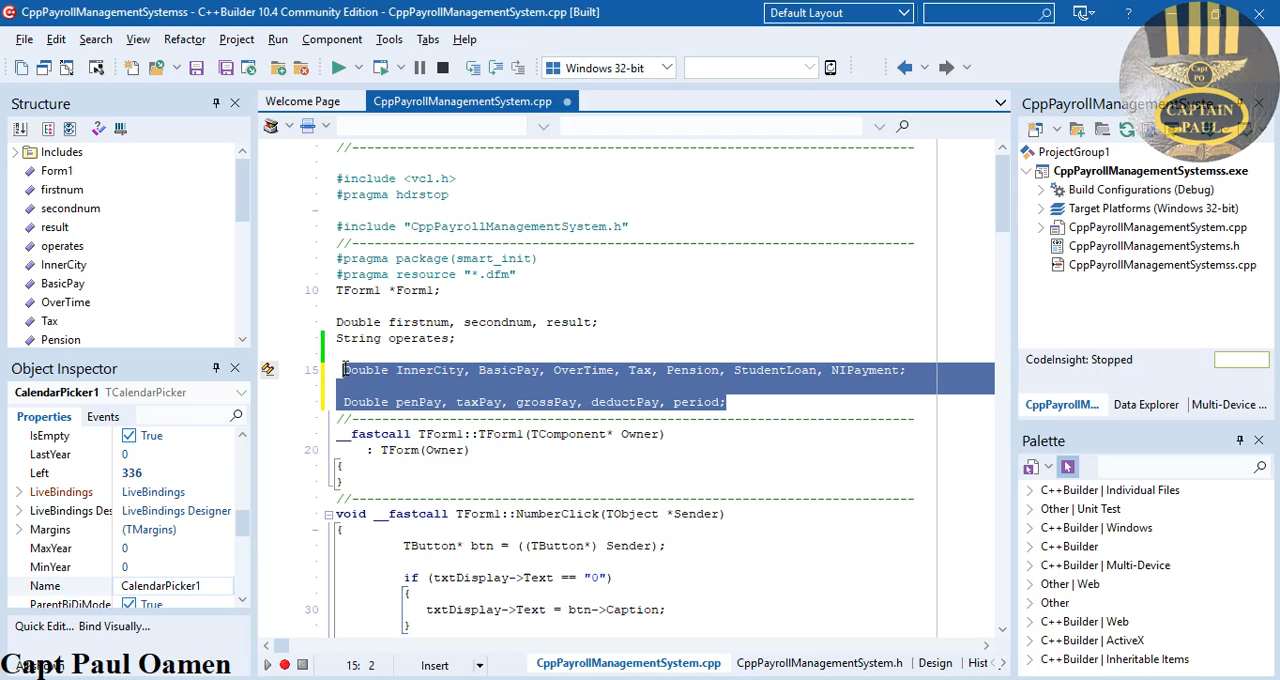 CppPayrollManagementSystemss - C++Builder 10.4 Community Edition - CppPayrollManagementSystem.cpp [Built]
Default Layout
File Edit Search View Refactor Project Run Component Tools Tabs Help
Windows 32-bit
Capt
PO
CAPTAIN
PAUL
Structure
Includes
Form1
firstnum
secondnum
result
operates
InnerCity
BasicPay
OverTime
Tax
Pension
Object Inspector
CalendarPicker1 TCalendarPicker
Properties Events
IsEmpty True
LastYear 0
Left 336
LiveBindings LiveBindings
LiveBindings Des LiveBindings Designer
Margins (TMargins)
MaxYear 0
MinYear 0
Name CalendarPicker1
ParentBiDiMode True
Quick Edit... Bind Visually...
Capt Paul Oamen
Welcome Page CppPayrollManagementSystem.cpp
//---------------------------------------------------------------------------
#include <vcl.h>
#pragma hdrstop
#include "CppPayrollManagementSystem.h"
//---------------------------------------------------------------------------
#pragma package(smart_init)
#pragma resource "*.dfm"
10 TForm1 *Form1;
Double firstnum, secondnum, result;
String operates;
15 Double InnerCity, BasicPay, OverTime, Tax, Pension, StudentLoan, NIPayment;
Double penPay, taxPay, grossPay, deductPay, period;
//---------------------------------------------------------------------------
__fastcall TForm1::TForm1(TComponent* Owner)
20 : TForm(Owner)
{
}
//---------------------------------------------------------------------------
void __fastcall TForm1::NumberClick(TObject *Sender)
{
TButton* btn = ((TButton*) Sender);
if (txtDisplay->Text == "0")
{
30 txtDisplay->Text = btn->Caption;
}
15: 2 Insert CppPayrollManagementSystem.cpp CppPayrollManagementSystem.h Design Hist
CppPayrollManagementSyste
ProjectGroup1
CppPayrollManagementSystemss.exe
Build Configurations (Debug)
Target Platforms (Windows 32-bit)
CppPayrollManagementSystem.cpp
CppPayrollManagementSystems.h
CppPayrollManagementSystemss.cpp
CodeInsight: Stopped
CppPayrollM... Data Explorer Multi-Device ...
Palette
C++Builder | Individual Files
Other | Unit Test
C++Builder | Windows
C++Builder
C++Builder | Multi-Device
Other | Web
Other
C++Builder | Web
C++Builder | ActiveX
C++Builder | Inheritable Items